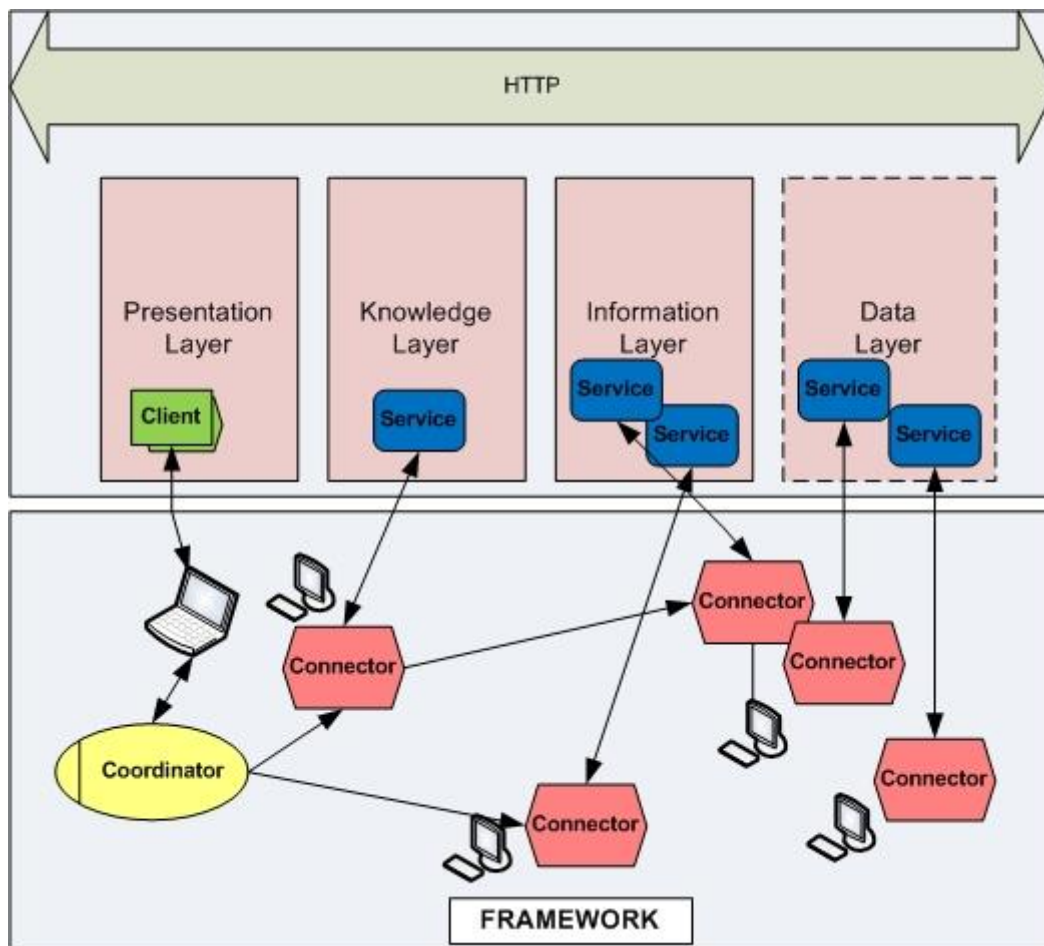 HTTP
Presentation
Layer
Knowledge
Layer
Information
Layer
Data
Layer
Client
Service
Service
Service
Service
Service
Connector
Connector
Connector
Connector
Coordinator
Connector
FRAMEWORK